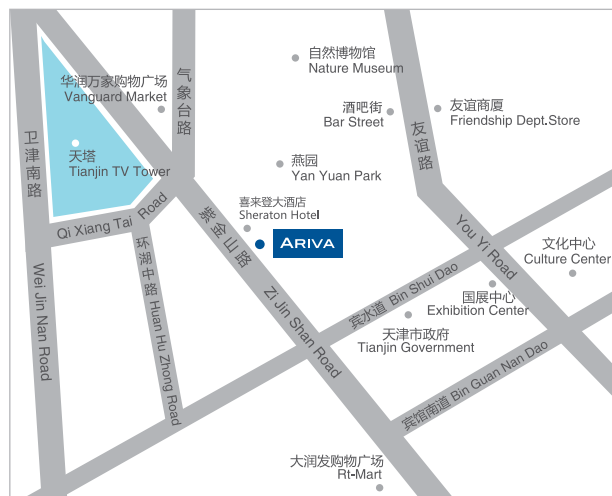 自然博物馆
Nature Museum
华润万家购物广场
Vanguard Market
气象台路
酒吧街
Bar Street
友谊商厦
Friendship Dept.Store
卫津南路
天塔
Tianjin TV Tower
友谊路
燕园
Yan Yuan Park
喜来登大酒店
Sheraton Hotel
ARIVA
Qi Xiang Tai Road
紫金山路
You Yi Road
文化中心
Culture Center
环湖中路 Huan Hu Zhong Road
Wei Jin Nan Road
Zi Jin Shan Road
宾水道 Bin Shui Dao
国展中心
Exhibition Center
天津市政府
Tianjin Government
宾馆南道 Bin Guan Nan Dao
大润发购物广场
Rt-Mart